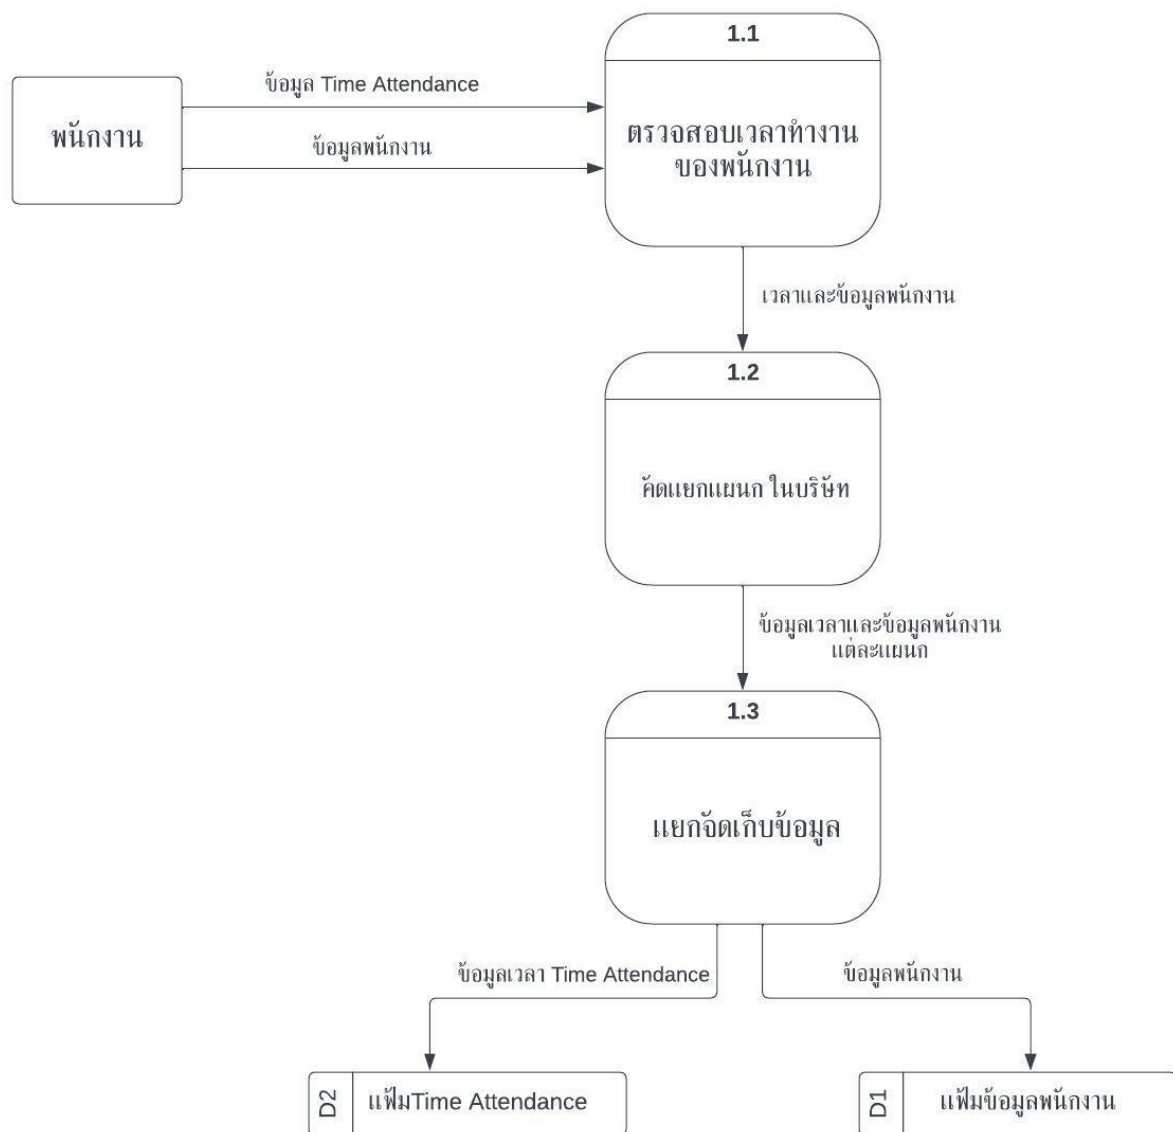 1.1
ข้อมูล Time Attendance
พนักงาน
ตรวจสอบเวลาทำงาน
ของพนักงาน
ข้อมูลพนักงาน
เวลาและข้อมูลพนักงาน
1.2
คัดแยกแผนก ในบริษัท
ข้อมูลเวลาและข้อมูลพนักงาน
แต่ละแผนก
1.3
แยกจัดเก็บข้อมูล
ข้อมูลเวลา Time Attendance
ข้อมูลพนักงาน
D2
แฟ้มTime Attendance
D1
แฟ้มข้อมูลพนักงาน